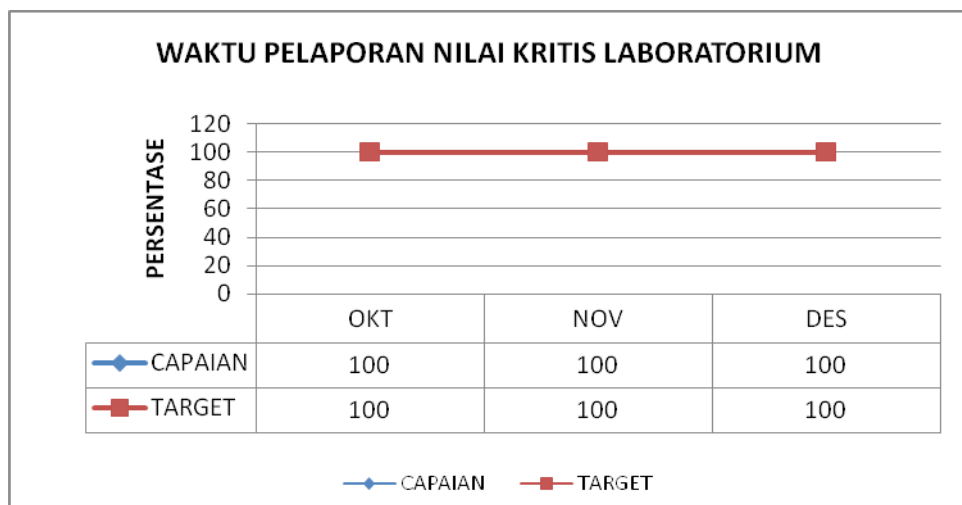 WAKTU PELAPORAN NILAI KRITIS LABORATORIUM
PERSENTASE
120
100
80
60
40
20
0
OKT NOV DES
CAPAIAN 100 100 100
TARGET 100 100 100
CAPAIAN TARGET